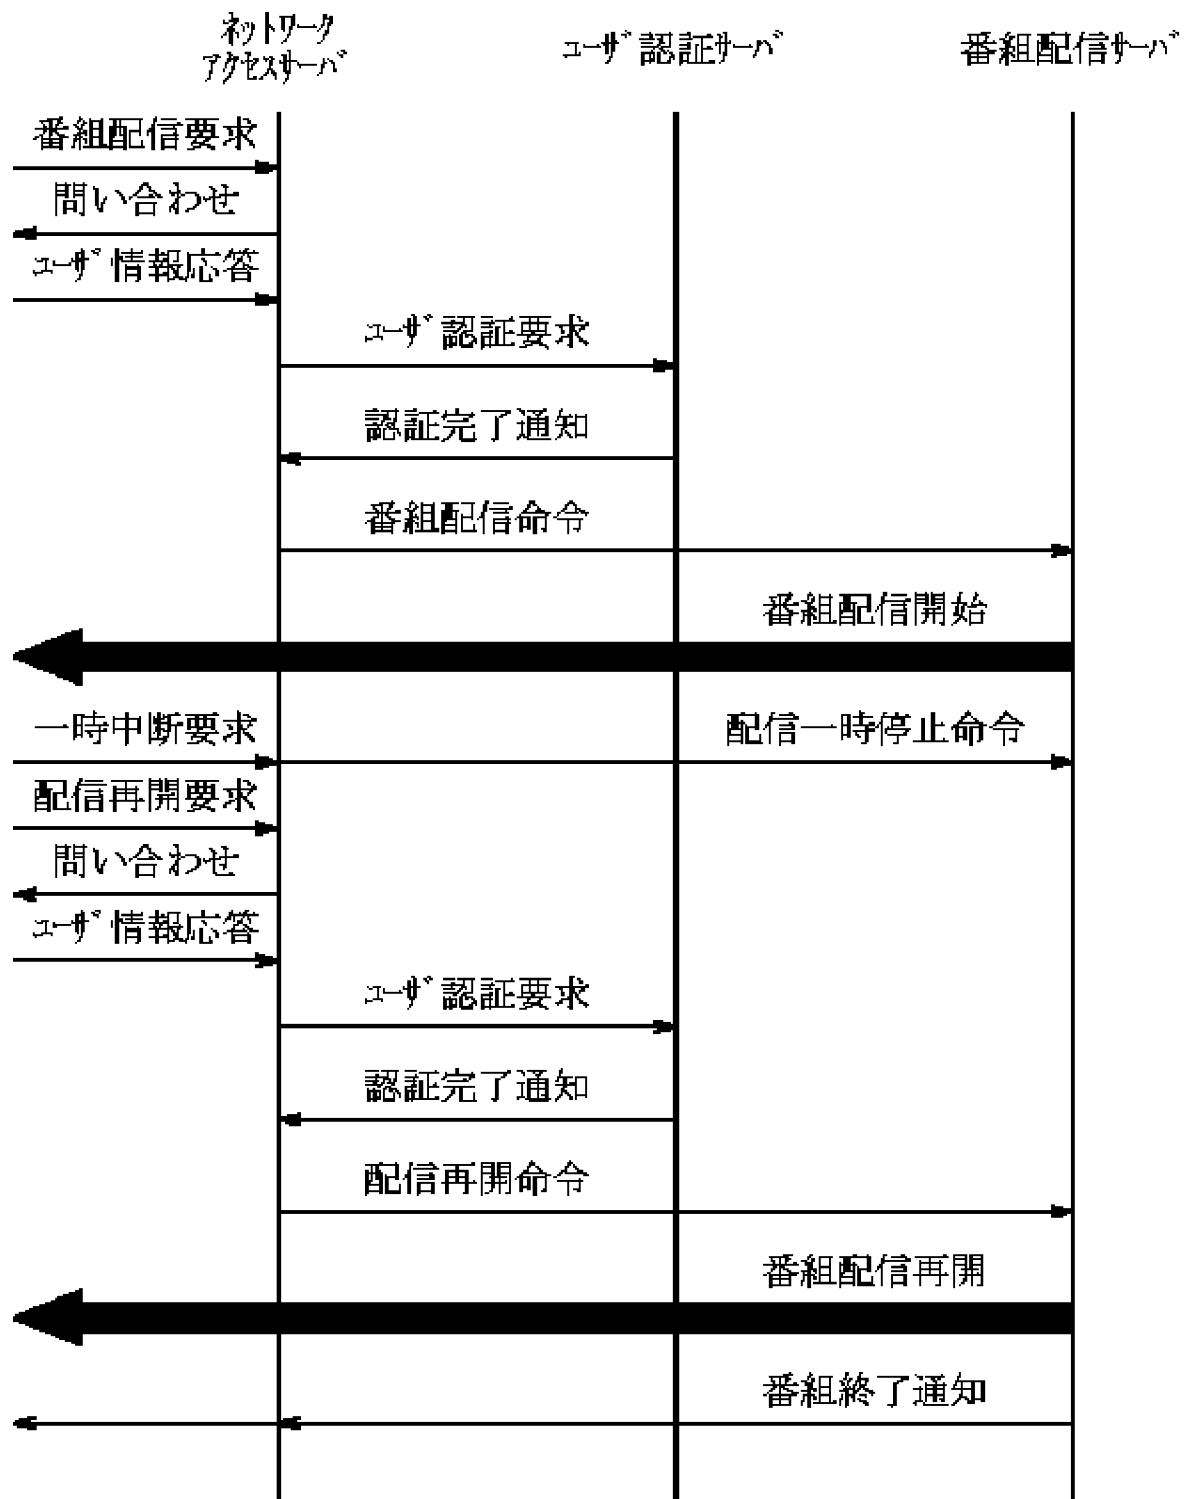 ﾈｯﾄﾜｰｸ
ｱｸｾｽｻｰﾊﾞ
ﾕｰｻﾞ認証ｻｰﾊﾞ
番組配信ｻｰﾊﾞ
番組配信要求
問い合わせ
ﾕｰｻﾞ情報応答
ﾕｰｻﾞ認証要求
認証完了通知
番組配信命令
番組配信開始
一時中断要求
配信一時停止命令
配信再開要求
問い合わせ
ﾕｰｻﾞ情報応答
ﾕｰｻﾞ認証要求
認証完了通知
配信再開命令
番組配信再開
番組終了通知